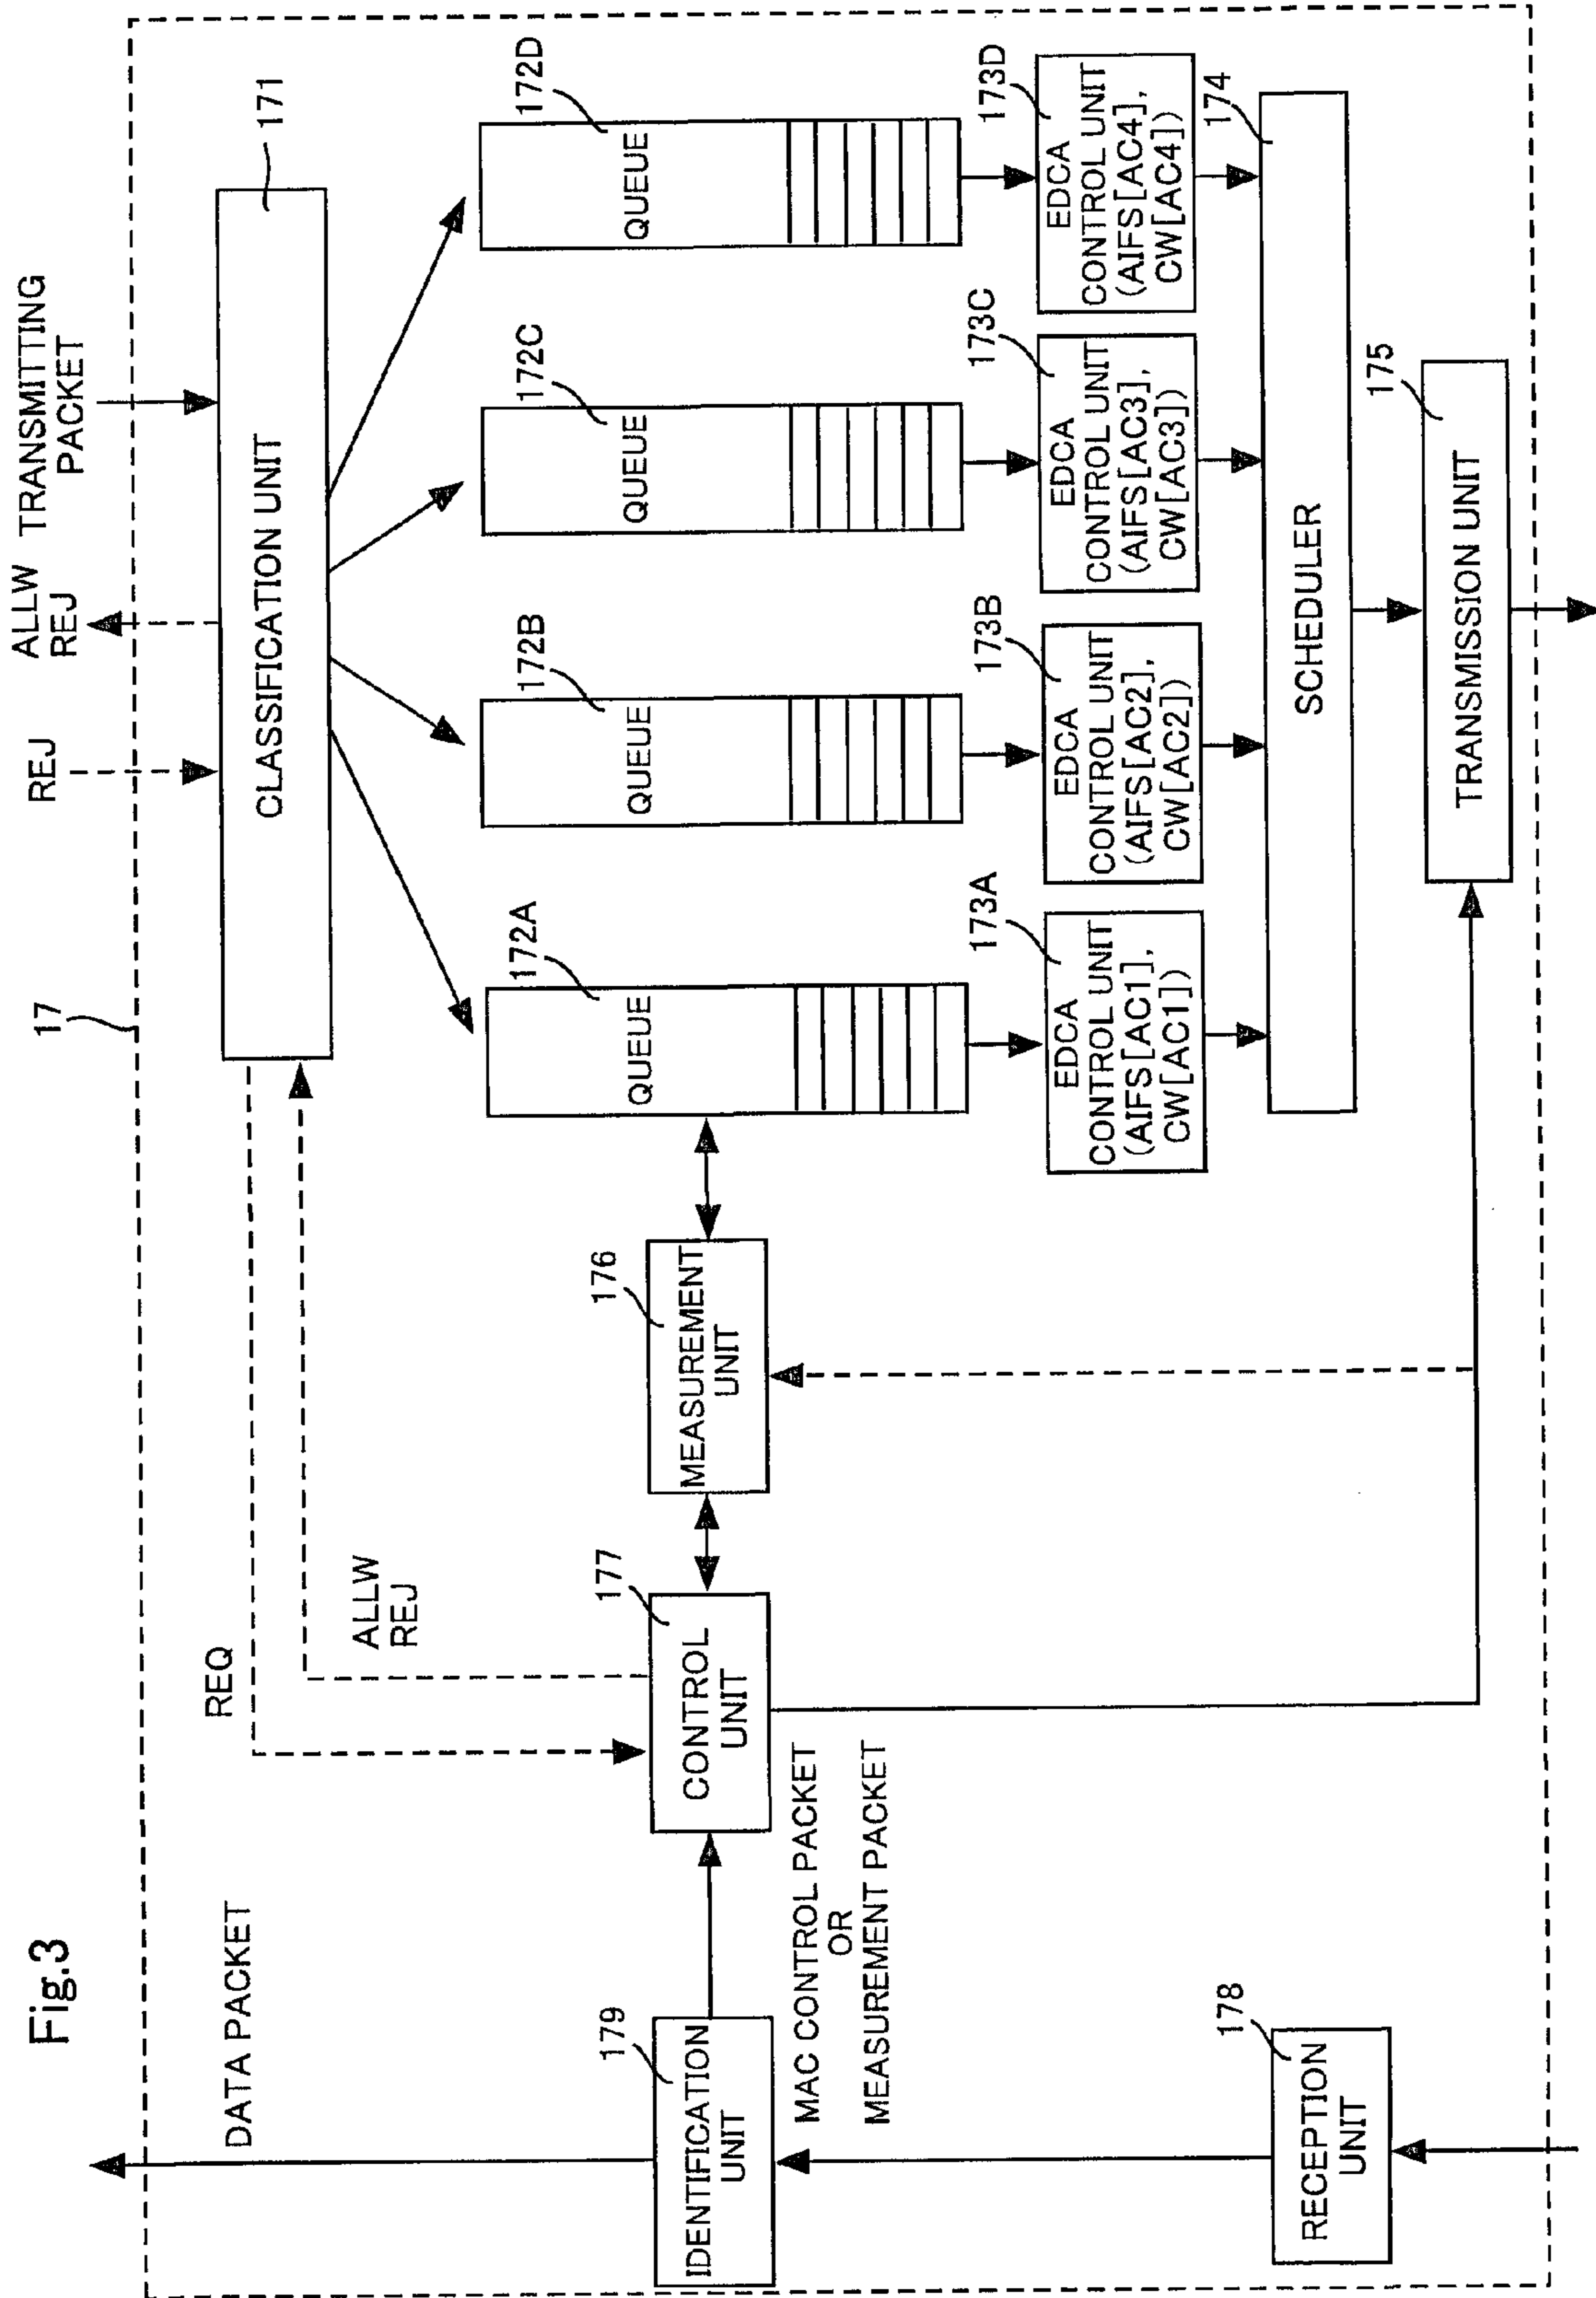 Fig.3
17
DATA PACKET
REQ
ALLW
REJ
REJ
ALLW
REJ
TRANSMITTING
PACKET
CLASSIFICATION UNIT
171
179
IDENTIFICATION
UNIT
177
CONTROL
UNIT
MAC CONTROL PACKET
OR
MEASUREMENT PACKET
176
MEASUREMENT
UNIT
172A
QUEUE
172B
QUEUE
172C
QUEUE
172D
QUEUE
173A
EDCA
CONTROL UNIT
(AIFS[AC1],
CW[AC1])
173B
EDCA
CONTROL UNIT
(AIFS[AC2],
CW[AC2])
173C
EDCA
CONTROL UNIT
(AIFS[AC3],
CW[AC3])
173D
EDCA
CONTROL UNIT
(AIFS[AC4],
CW[AC4])
174
SCHEDULER
178
RECEPTION
UNIT
175
TRANSMISSION UNIT